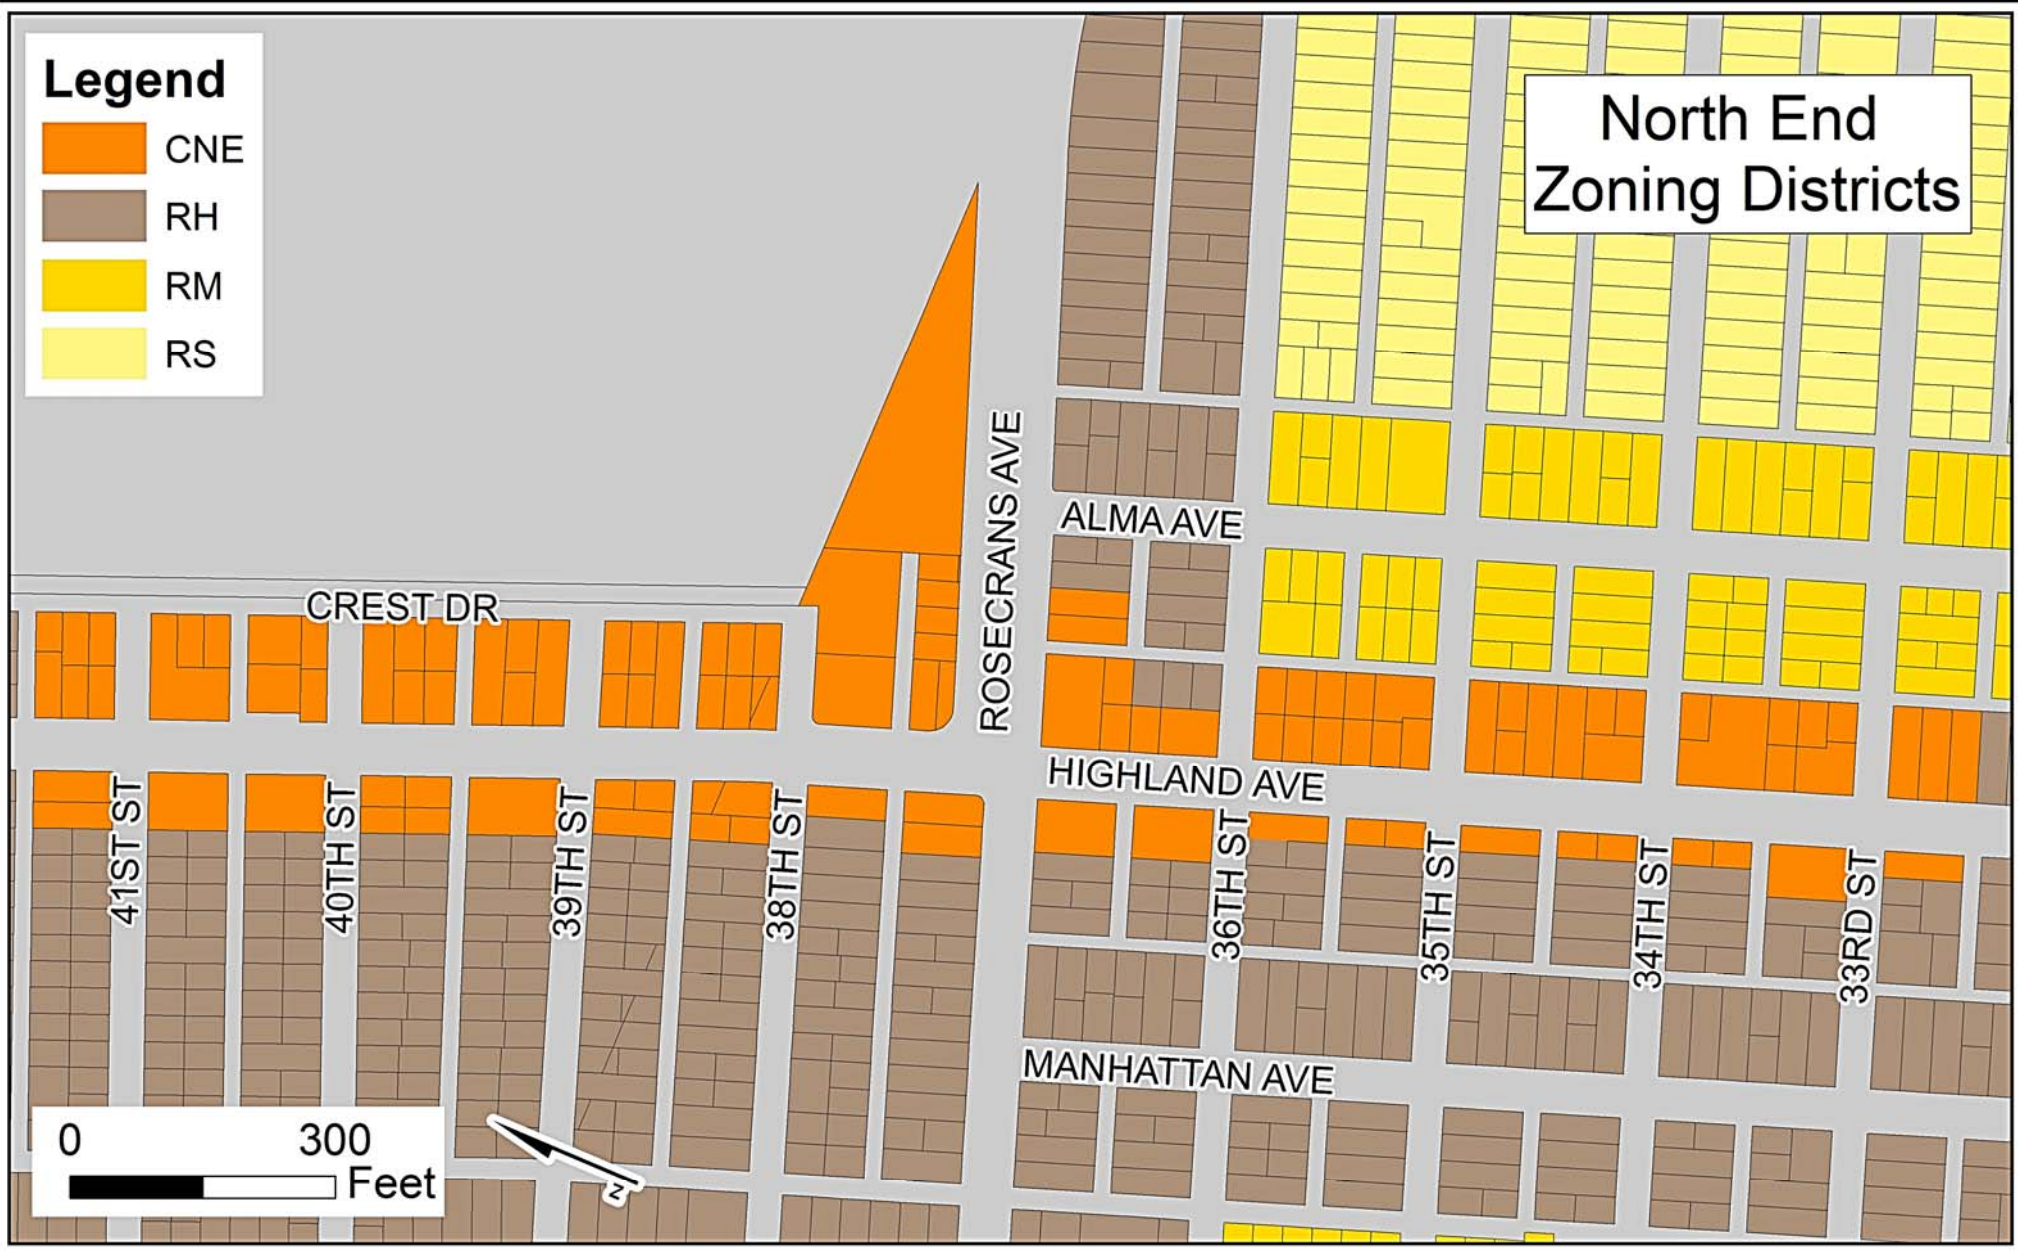 Legend
CNE
RH
RM
RS
North End
Zoning Districts
ROSECRANS AVE
ALMA AVE
CREST DR
HIGHLAND AVE
41ST ST
40TH ST
39TH ST
38TH ST
36TH ST
35TH ST
34TH ST
33RD ST
MANHATTAN AVE
0 300
Feet
N